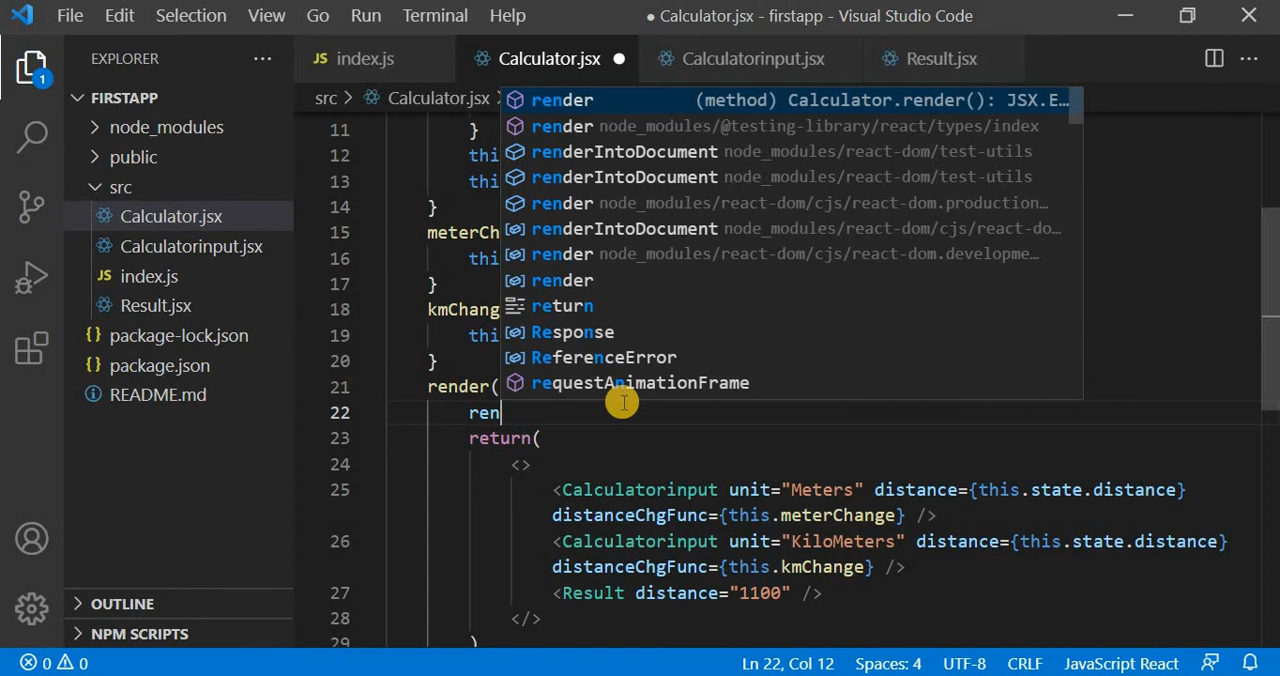 File Edit Selection View Go Run Terminal Help ● Calculator.jsx - firstapp - Visual Studio Code
EXPLORER ···
JS index.js Calculator.jsx ● Calculatorinput.jsx Result.jsx ···
1
FIRSTAPP
node_modules
public
src
Calculator.jsx
Calculatorinput.jsx
JS index.js
Result.jsx
{} package-lock.json
{} package.json
README.md
OUTLINE
NPM SCRIPTS
src > Calculator.jsx >
render (method) Calculator.render(): JSX.E…
render node_modules/@testing-library/react/types/index
renderIntoDocument node_modules/react-dom/test-utils
renderIntoDocument node_modules/react-dom/test-utils
render node_modules/react-dom/cjs/react-dom.production…
renderIntoDocument node_modules/react-dom/cjs/react-do…
render node_modules/react-dom/cjs/react-dom.developme…
render
return
Response
ReferenceError
requestAnimationFrame
11 }
12 thi
13 thi
14 }
15 meterCh
16 thi
17 }
18 kmChang
19 thi
20 }
21 render(
22 ren
23 return(
24 <>
25 <Calculatorinput unit="Meters" distance={this.state.distance}
distanceChgFunc={this.meterChange} />
26 <Calculatorinput unit="KiloMeters" distance={this.state.distance}
distanceChgFunc={this.kmChange} />
27 <Result distance="1100" />
28 </>
29 )
0 0 Ln 22, Col 12 Spaces: 4 UTF-8 CRLF JavaScript React